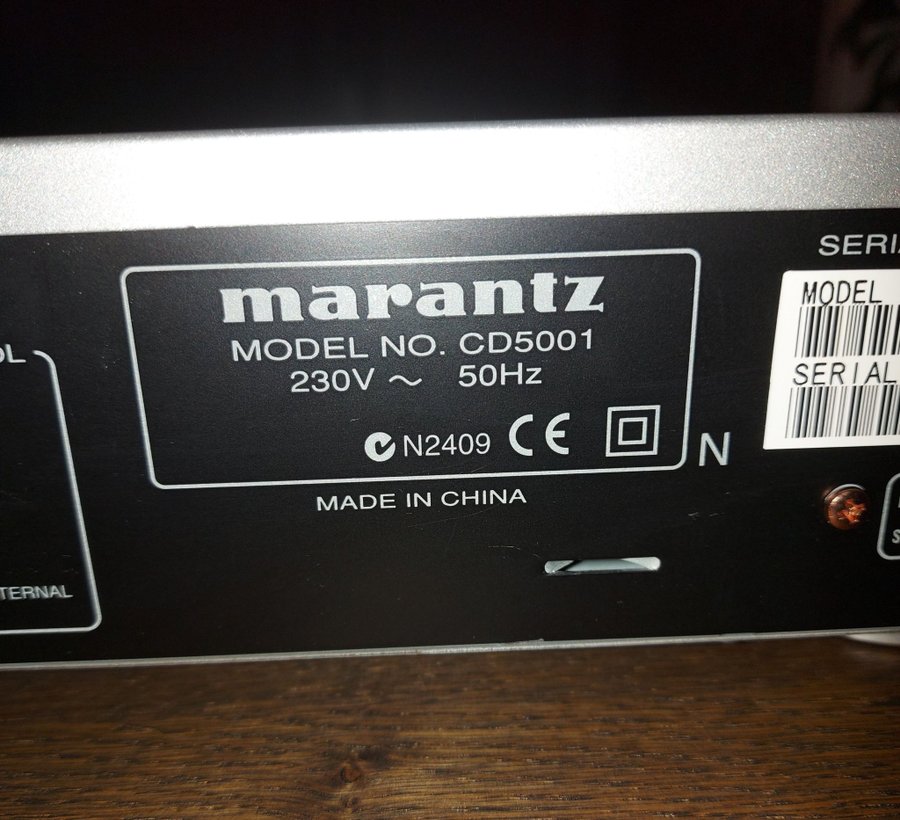 marantz
MODEL NO. CD5001
230V ~ 50Hz
N2409 CE
N
MADE IN CHINA
MODEL
SERIAL